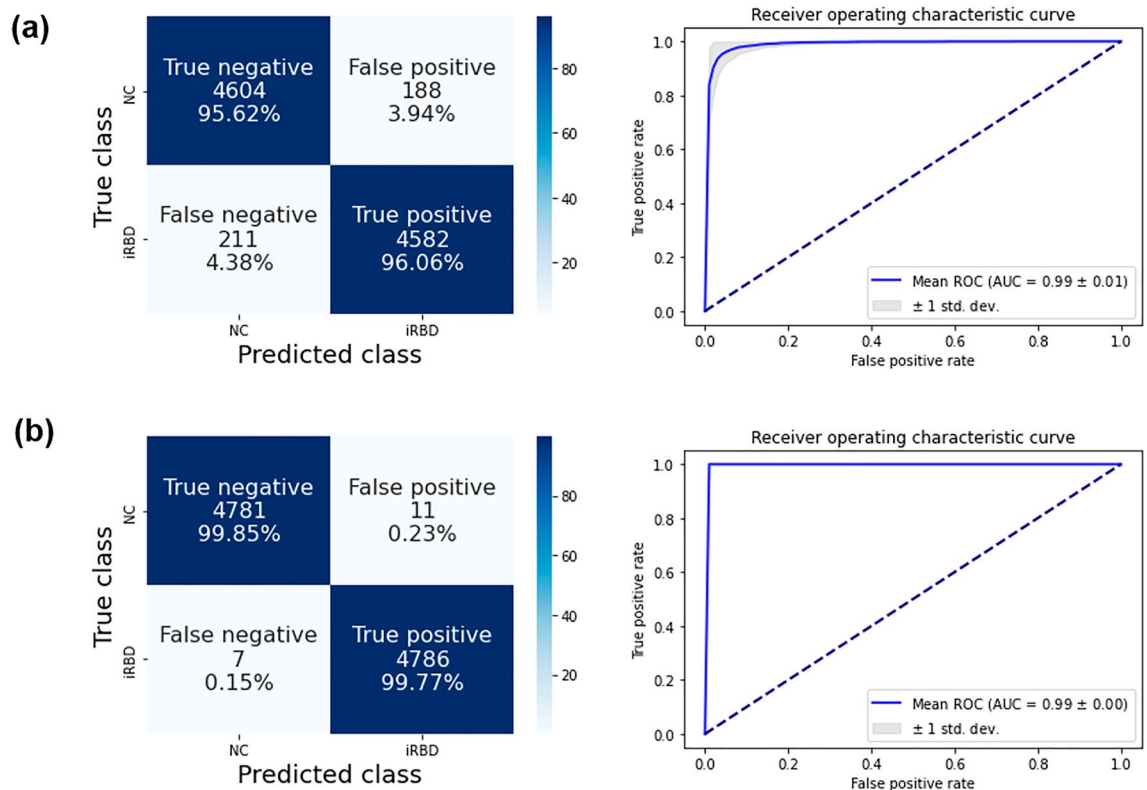 (a)
True negative
4604
95.62%
False positive
188
3.94%
False negative
211
4.38%
True positive
4582
96.06%
NC
iRBD
True class
NC
iRBD
Predicted class
80
60
40
20
Receiver operating characteristic curve
1.0
0.8
0.6
0.4
0.2
0.0
True positive rate
Mean ROC (AUC = 0.99 ± 0.01)
± 1 std. dev.
0.0 0.2 0.4 0.6 0.8 1.0
False positive rate
(b)
True negative
4781
99.85%
False positive
11
0.23%
False negative
7
0.15%
True positive
4786
99.77%
NC
iRBD
True class
NC
iRBD
Predicted class
80
60
40
20
Receiver operating characteristic curve
1.0
0.8
0.6
0.4
0.2
0.0
True positive rate
Mean ROC (AUC = 0.99 ± 0.00)
± 1 std. dev.
0.0 0.2 0.4 0.6 0.8 1.0
False positive rate